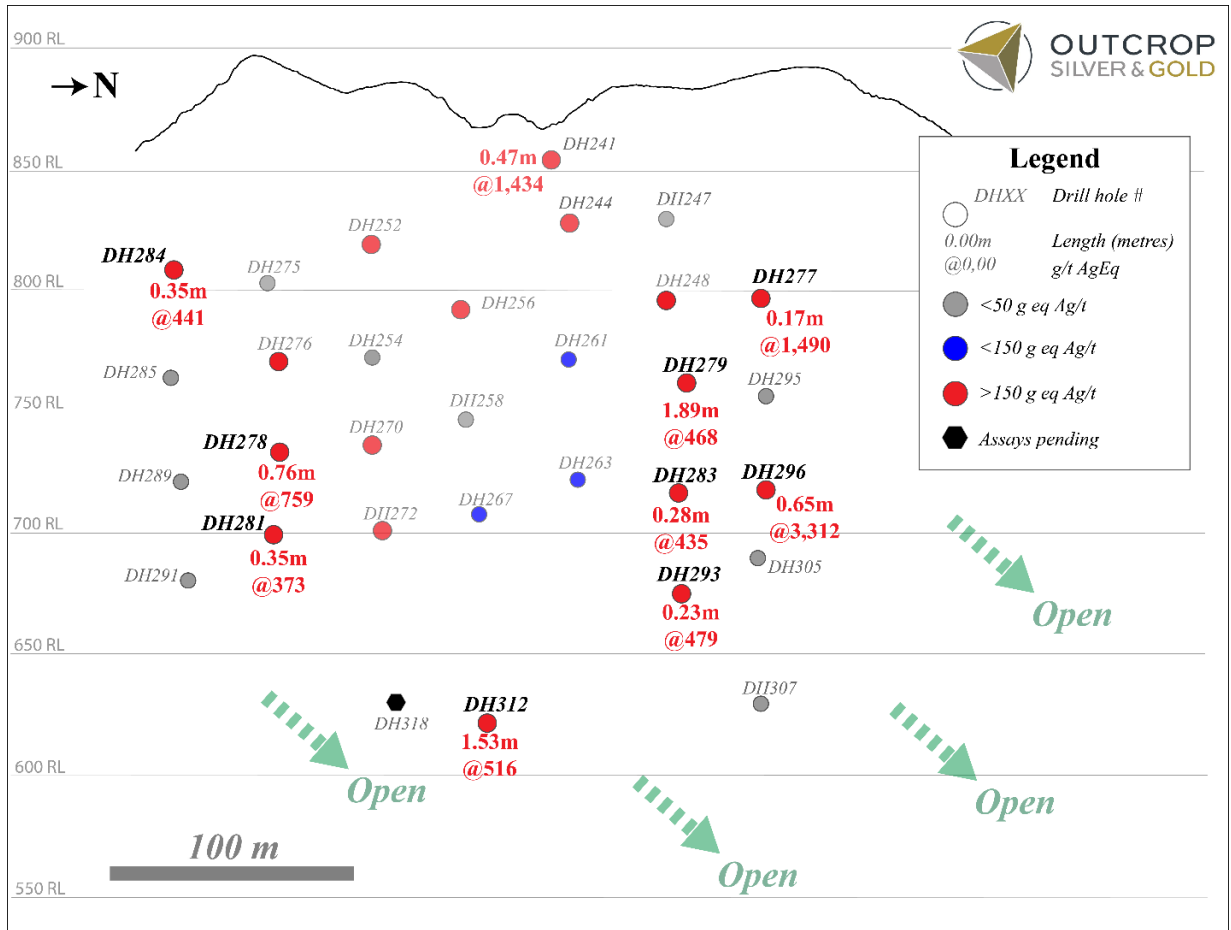 900 RL
N
OUTCROP
SILVER & GOLD
DH241
850 RL
0.47m
@1,434
Legend
DHXX Drill hole #
0.00m Length (metres)
@0,00 g/t AgEq
<50 g eq Ag/t
<150 g eq Ag/t
>150 g eq Ag/t
Assays pending
DH244
DH247
DH252
DH284
0.35m
@441
DH275
800 RL
DH256
DH248
DH277
0.17m
@1,490
DH276
DH254
DH261
DH285
DH279
1.89m
@468
DH295
750 RL
DH258
DH270
DH278
0.76m
@759
DH289
DH263
DH283
0.28m
@435
DH296
0.65m
@3,312
DH267
DH272
DH281
0.35m
@373
700 RL
DH291
DH305
DH293
0.23m
@479
Open
650 RL
DH318
DH312
1.53m
@516
DH307
600 RL
Open
Open
Open
100 m
550 RL